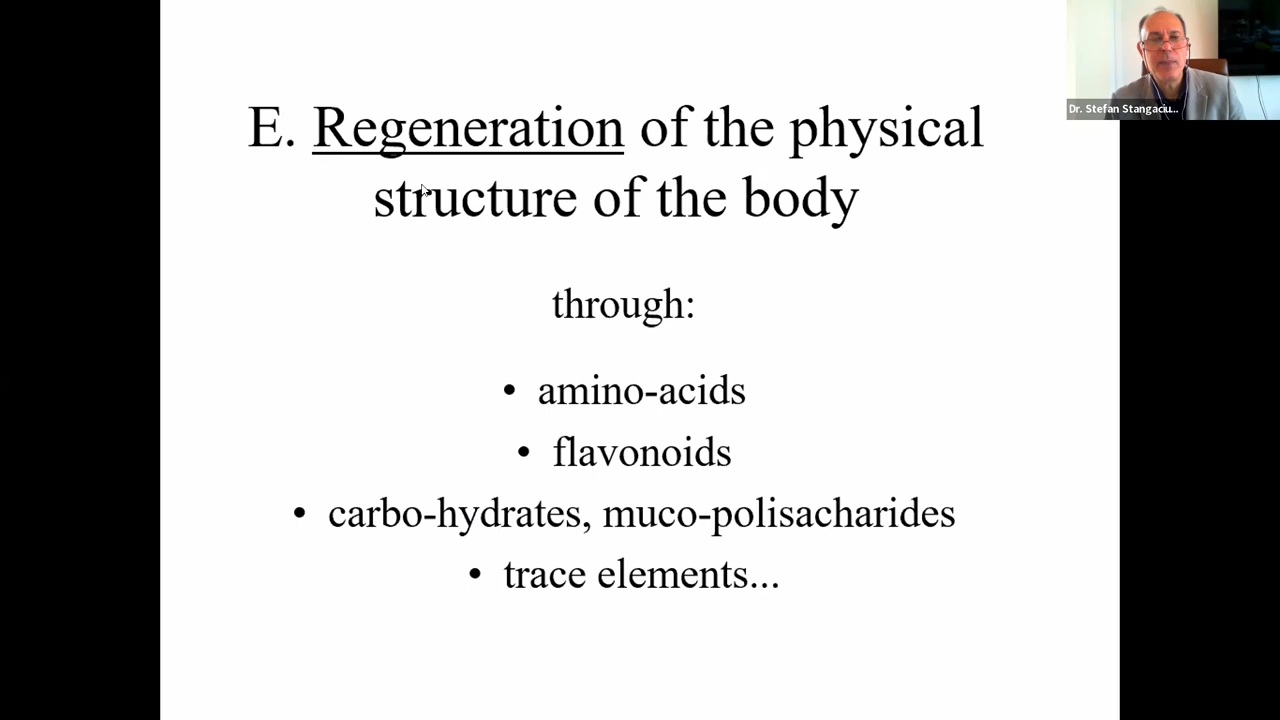 Dr. Stefan Stangaciu...
E. Regeneration of the physical
structure of the body
through:
• amino-acids
• flavonoids
• carbo-hydrates, muco-polisacharides
• trace elements...